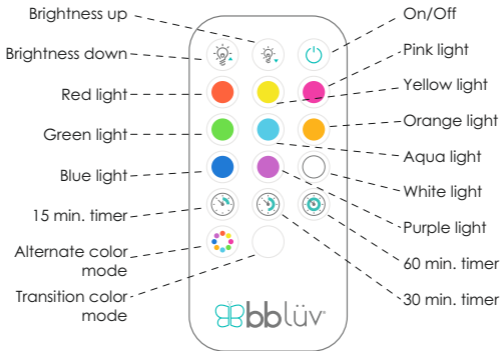 Brightness up
On/Off
Brightness down
Pink light
Red light
Yellow light
Green light
Orange light
Blue light
Aqua light
White light
15 min. timer
Purple light
Alternate color
mode
60 min. timer
Transition color
mode
30 min. timer
bblüv